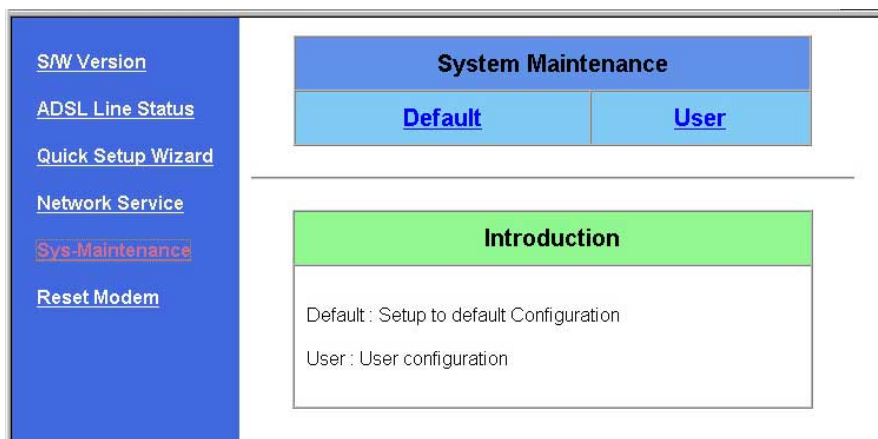 S/W Version
ADSL Line Status
Quick Setup Wizard
Network Service
Sys-Maintenance
Reset Modem
System Maintenance
Default
User
Introduction
Default : Setup to default Configuration
User : User configuration